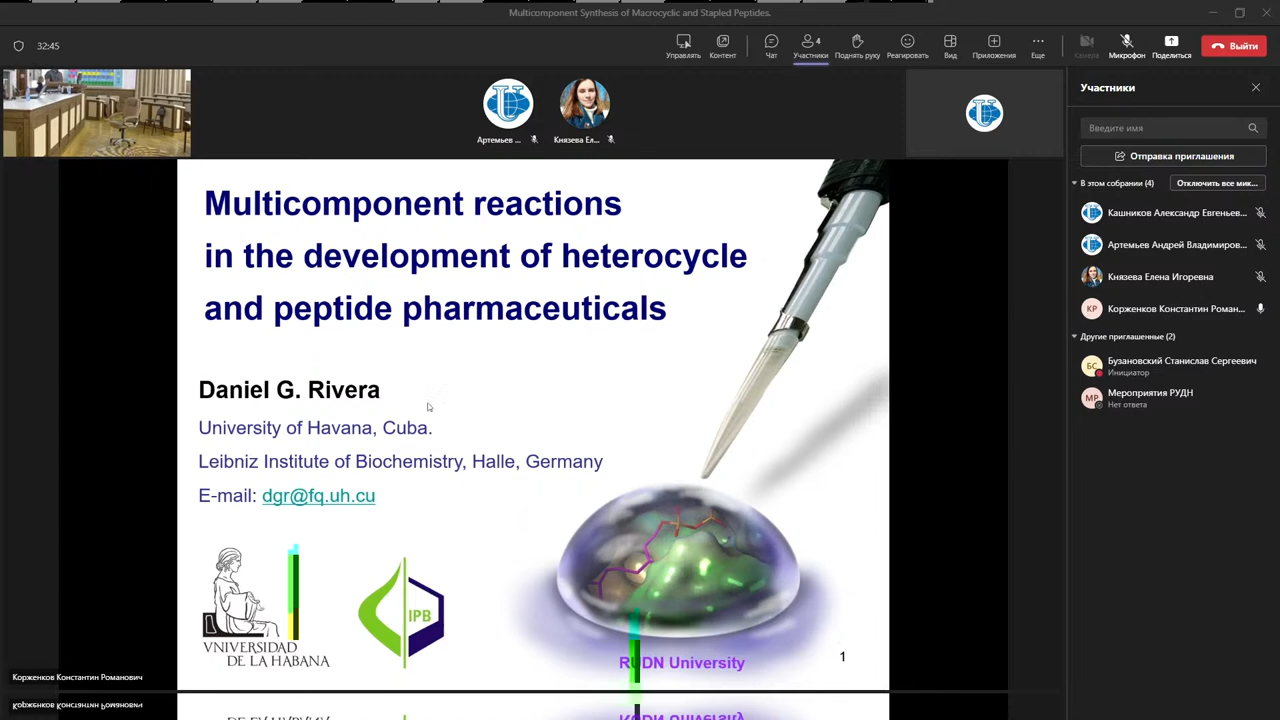 Multicomponent Synthesis of Macrocyclic and Stapled Peptides.
32:45
Управлять
Контент
Чат
Участники
4
Поднять руку
Реагировать
Вид
Приложения
Еще
Камера
Микрофон
Поделиться
Выйти
Артемьев ...
Князева Ел...
Участники
Введите имя
Отправка приглашения
В этом собрании (4)
Отключить все мик...
Кашников Александр Евгеньев...
Артемьев Андрей Владимиров...
Князева Елена Игоревна
КР
Корженков Константин Роман...
Другие приглашенные (2)
БС
Бузановский Станислав Сергеевич
Инициатор
МР
Мероприятия РУДН
Нет ответа
Multicomponent reactions
in the development of heterocycle
and peptide pharmaceuticals
Daniel G. Rivera
University of Havana, Cuba.
Leibniz Institute of Biochemistry, Halle, Germany
E-mail: dgr@fq.uh.cu
VNIVERSIDAD
DE LA HABANA
IPB
RUDN University
1
Корженков Константин Романович